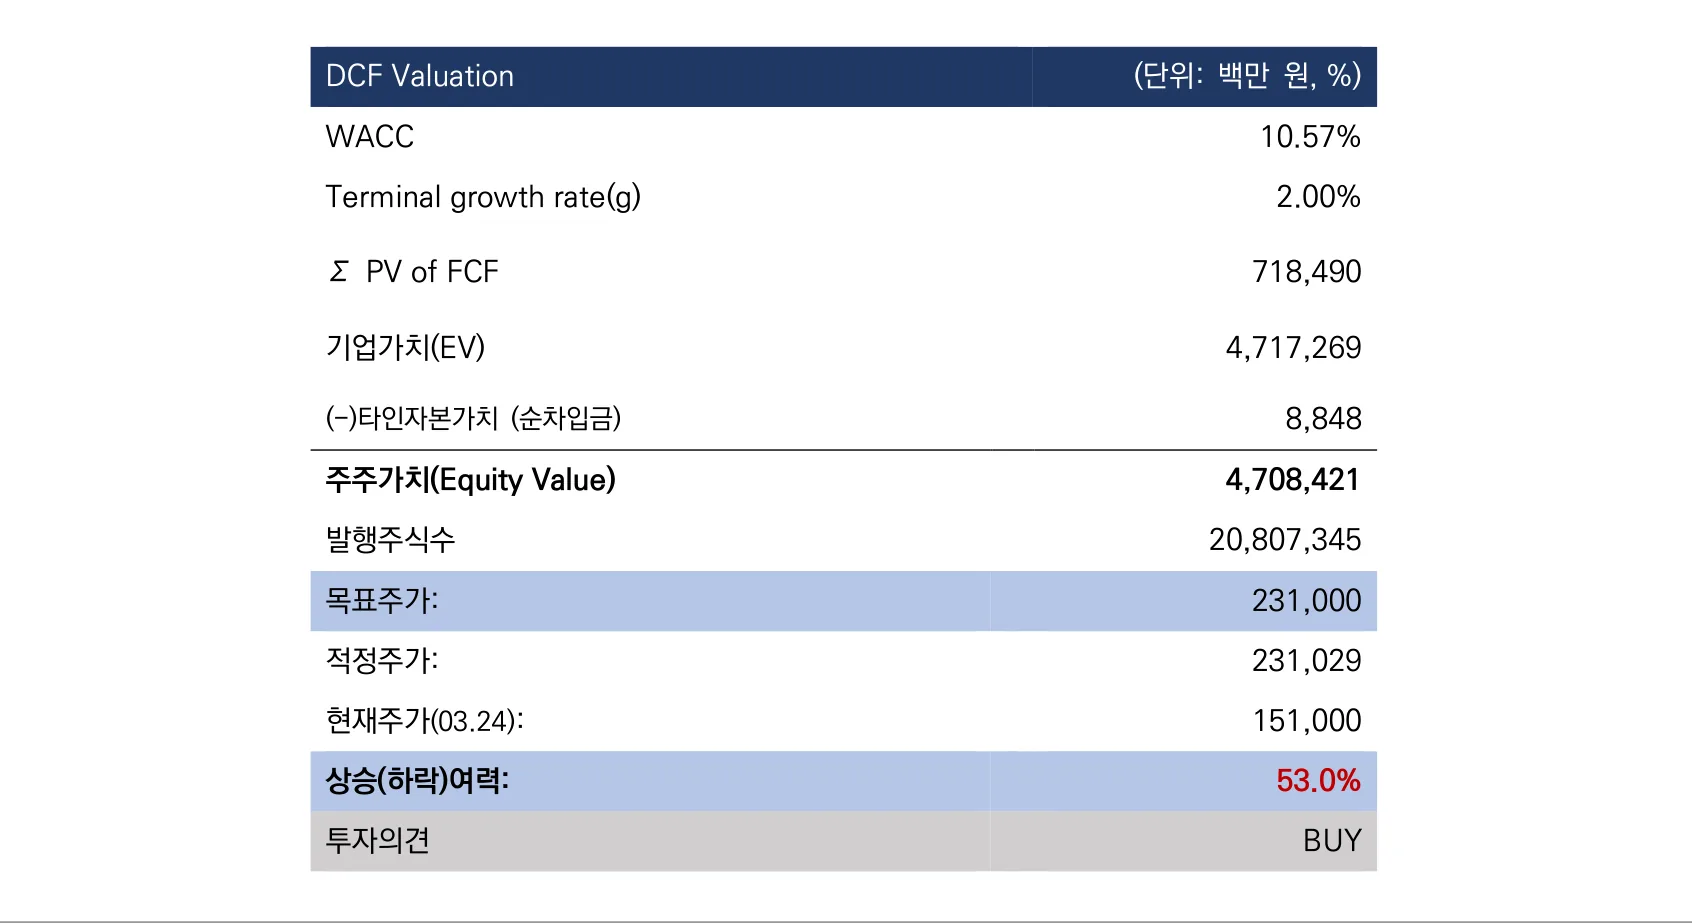 DCF Valuation (단위: 백만 원, %)
WACC 10.57%
Terminal growth rate(g) 2.00%
Σ PV of FCF 718,490
기업가치(EV) 4,717,269
(-)타인자본가치 (순차입금) 8,848
주주가치(Equity Value) 4,708,421
발행주식수 20,807,345
목표주가: 231,000
적정주가: 231,029
현재주가(03.24): 151,000
상승(하락)여력: 53.0%
투자의견 BUY